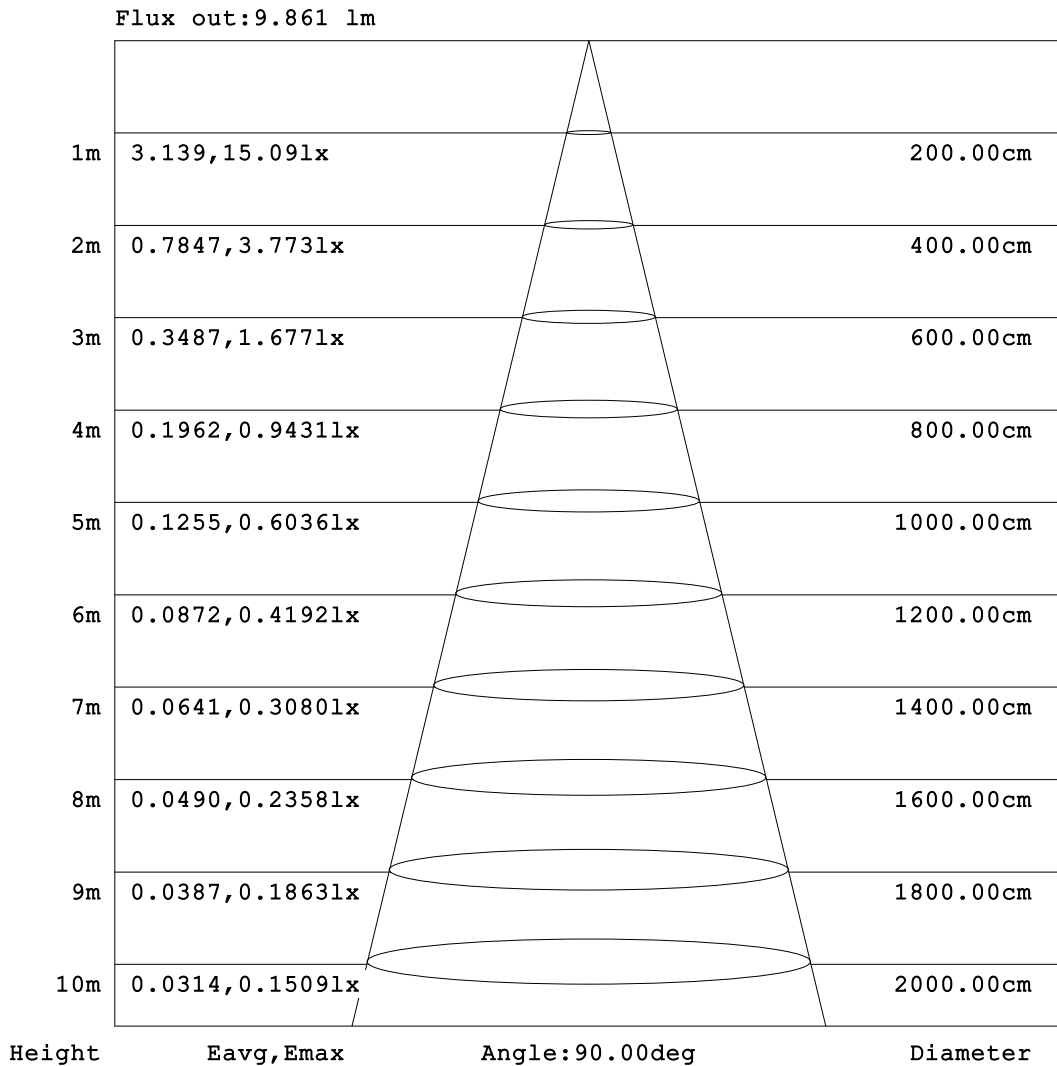 Flux out:9.861 lm
1m 3.139,15.09lx 200.00cm
2m 0.7847,3.773lx 400.00cm
3m 0.3487,1.677lx 600.00cm
4m 0.1962,0.9431lx 800.00cm
5m 0.1255,0.6036lx 1000.00cm
6m 0.0872,0.4192lx 1200.00cm
7m 0.0641,0.3080lx 1400.00cm
8m 0.0490,0.2358lx 1600.00cm
9m 0.0387,0.1863lx 1800.00cm
10m 0.0314,0.1509lx 2000.00cm
Height Eavg,Emax Angle:90.00deg Diameter